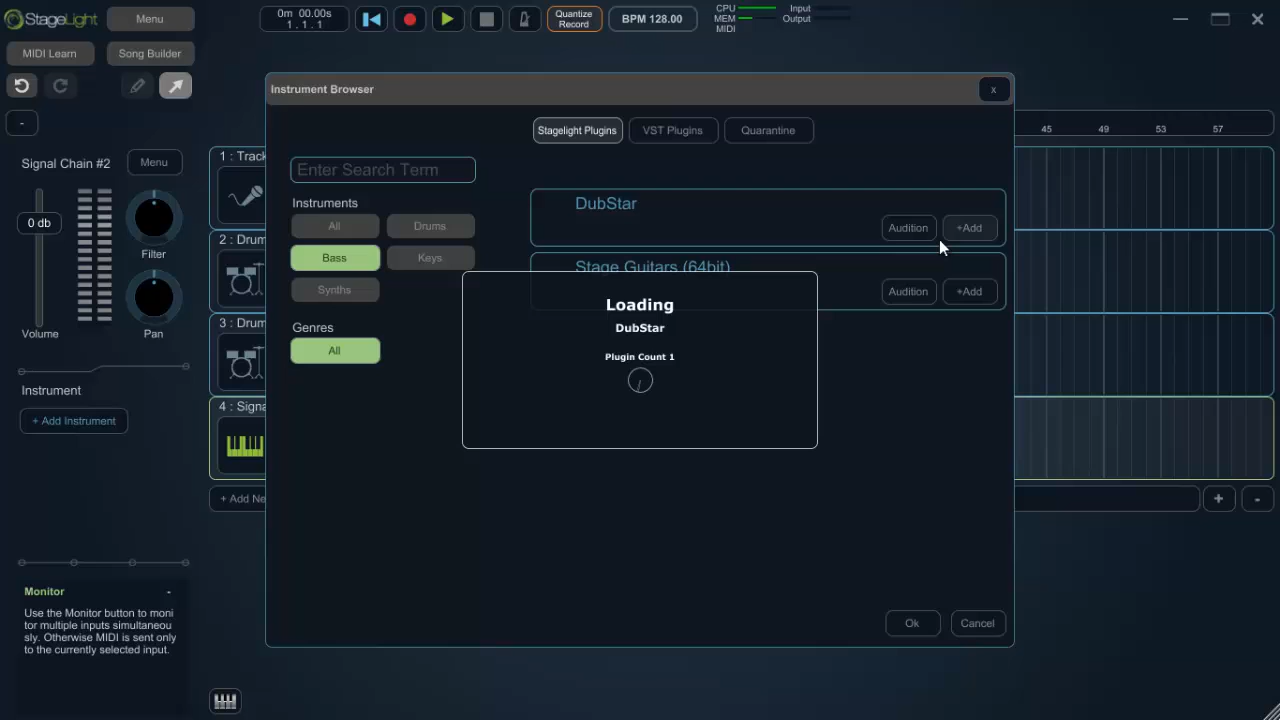 StageLight
Menu
0m 00.00s
1 . 1 . 1
Quantize
Record
BPM 128.00
CPU
MEM
MIDI
Input
Output
MIDI Learn
Song Builder
-
Signal Chain #2
Menu
0 db
Filter
Volume
Pan
Instrument
+ Add Instrument
Monitor
-
Use the Monitor button to moni
tor multiple inputs simultaneou
sly. Otherwise MIDI is sent only
to the currently selected input.
1 : Track
2 : Drum
3 : Drum
4 : Signa
+ Add Ne
45
49
53
57
+
-
Instrument Browser
x
Stagelight Plugins
VST Plugins
Quarantine
Enter Search Term
Instruments
All
Drums
Bass
Keys
Synths
Genres
All
DubStar
Audition
+Add
Stage Guitars (64bit)
Audition
+Add
Loading
DubStar
Plugin Count 1
Ok
Cancel